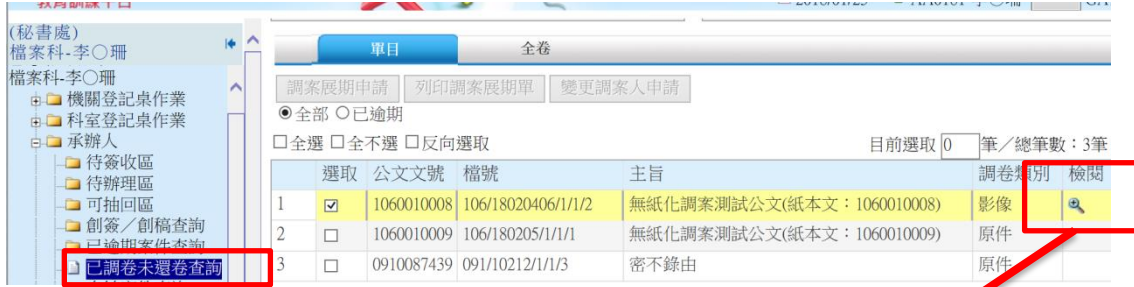 教育訓練平台
(秘書處)
檔案科-李○珊
檔案科-李○珊
機關登記桌作業
科室登記桌作業
承辦人
待簽收區
待辦理區
可抽回區
創簽／創稿查詢
已逾期案件查詢
已調卷未還卷查詢
單目 全卷
調案展期申請 列印調案展期單 變更調案人申請
全部 已逾期
全選 全不選 反向選取 目前選取 0 筆／總筆數：3筆
選取 公文文號 檔號 主旨 調卷類別 檢閱
1 1060010008 106/18020406/1/1/2 無紙化調案測試公文(紙本文：1060010008) 影像
2 1060010009 106/180205/1/1/1 無紙化調案測試公文(紙本文：1060010009) 原件
3 0910087439 091/10212/1/1/3 密不錄由 原件